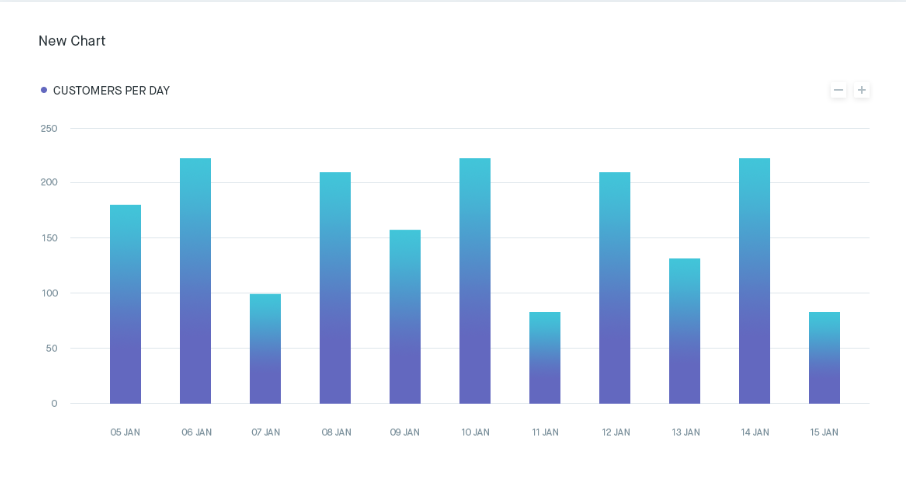 New Chart
CUSTOMERS PER DAY
250
200
150
100
50
0
05 JAN 06 JAN 07 JAN 08 JAN 09 JAN 10 JAN 11 JAN 12 JAN 13 JAN 14 JAN 15 JAN